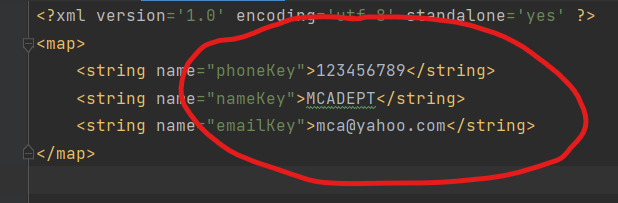 <?xml version='1.0' encoding='utf-8' standalone='yes' ?>
<map>
<string name="phoneKey">123456789</string>
<string name="nameKey">MCADEPT</string>
<string name="emailKey">mca@yahoo.com</string>
</map>